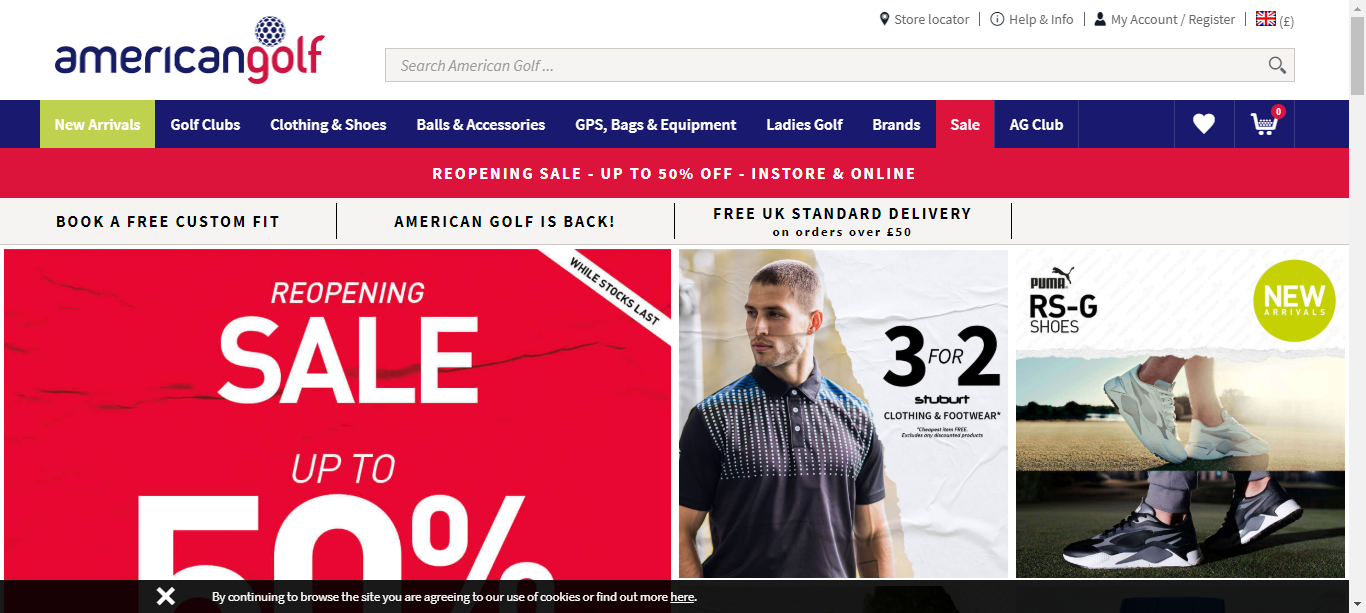 Store locator
Help & Info
My Account / Register
(£)
americangolf
Search American Golf ...
New Arrivals
Golf Clubs
Clothing & Shoes
Balls & Accessories
GPS, Bags & Equipment
Ladies Golf
Brands
Sale
AG Club
0
REOPENING SALE - UP TO 50% OFF - INSTORE & ONLINE
BOOK A FREE CUSTOM FIT
AMERICAN GOLF IS BACK!
FREE UK STANDARD DELIVERY
on orders over £50
WHILE STOCKS LAST
REOPENING
SALE
UP TO
50%
3 FOR 2
stuburt
CLOTHING & FOOTWEAR*
*Cheapest item FREE.
Excludes any discounted products
PUMA
RS-G
SHOES
NEW
ARRIVALS
By continuing to browse the site you are agreeing to our use of cookies or find out more here.